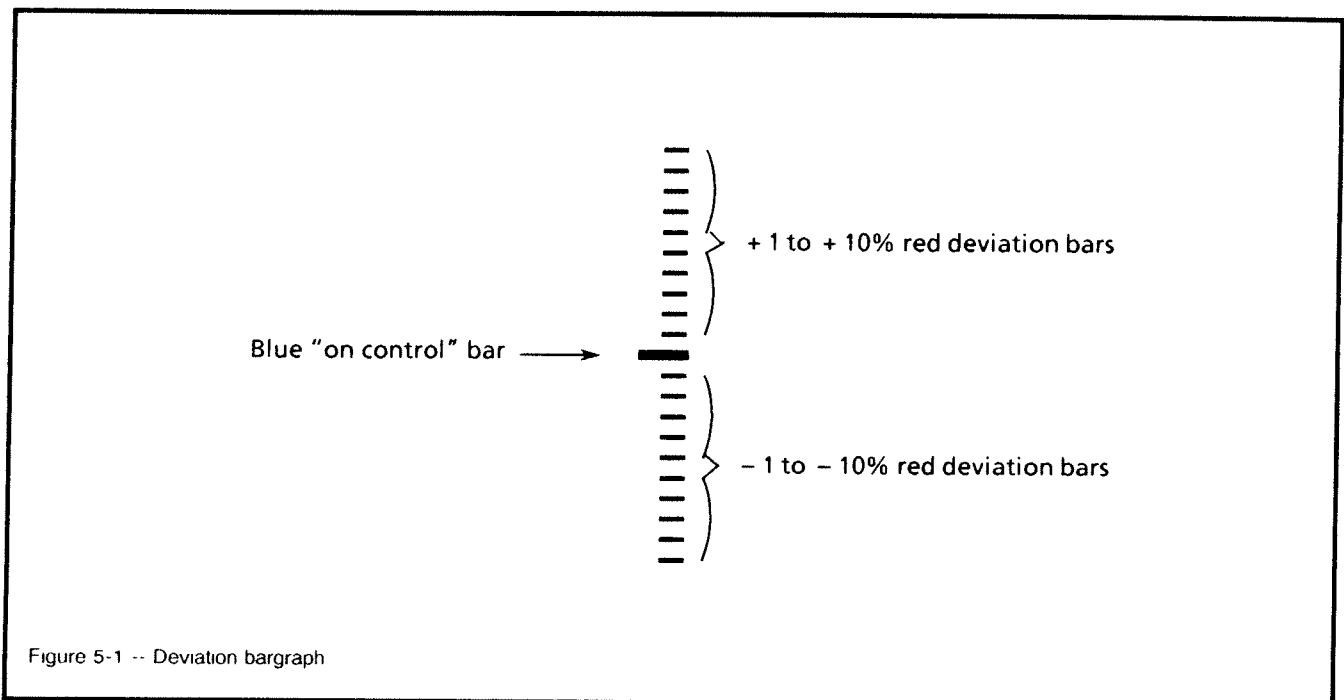 + 1 to + 10% red deviation bars
Blue "on control" bar
– 1 to – 10% red deviation bars
Figure 5-1 -- Deviation bargraph